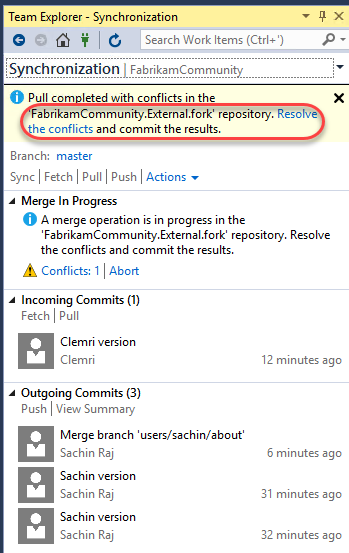 Team Explorer - Synchronization
Search Work Items (Ctrl+')
Synchronization | FabrikamCommunity
Pull completed with conflicts in the
'FabrikamCommunity.External.fork' repository. Resolve
the conflicts and commit the results.
Branch: master
Sync | Fetch | Pull | Push | Actions
Merge In Progress
A merge operation is in progress in the
'FabrikamCommunity.External.fork' repository. Resolve
the conflicts and commit the results.
Conflicts: 1 | Abort
Incoming Commits (1)
Fetch | Pull
Clemri version
Clemri 12 minutes ago
Outgoing Commits (3)
Push | View Summary
Merge branch 'users/sachin/about'
Sachin Raj 6 minutes ago
Sachin version
Sachin Raj 31 minutes ago
Sachin version
Sachin Raj 32 minutes ago